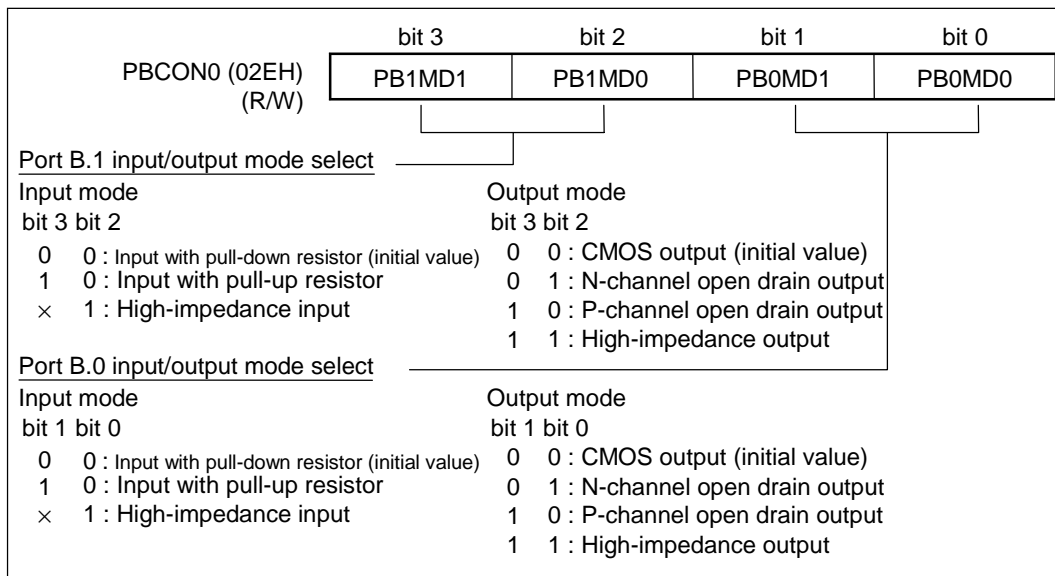 bit 3 bit 2 bit 1 bit 0
PBCON0 (02EH) PB1MD1 PB1MD0 PB0MD1 PB0MD0
(R/W)
Port B.1 input/output mode select
Input mode Output mode
bit 3 bit 2 bit 3 bit 2
0 0 : Input with pull-down resistor (initial value) 0 0 : CMOS output (initial value)
1 0 : Input with pull-up resistor 0 1 : N-channel open drain output
× 1 : High-impedance input 1 0 : P-channel open drain output
1 1 : High-impedance output
Port B.0 input/output mode select
Input mode Output mode
bit 1 bit 0 bit 1 bit 0
0 0 : Input with pull-down resistor (initial value) 0 0 : CMOS output (initial value)
1 0 : Input with pull-up resistor 0 1 : N-channel open drain output
× 1 : High-impedance input 1 0 : P-channel open drain output
1 1 : High-impedance output